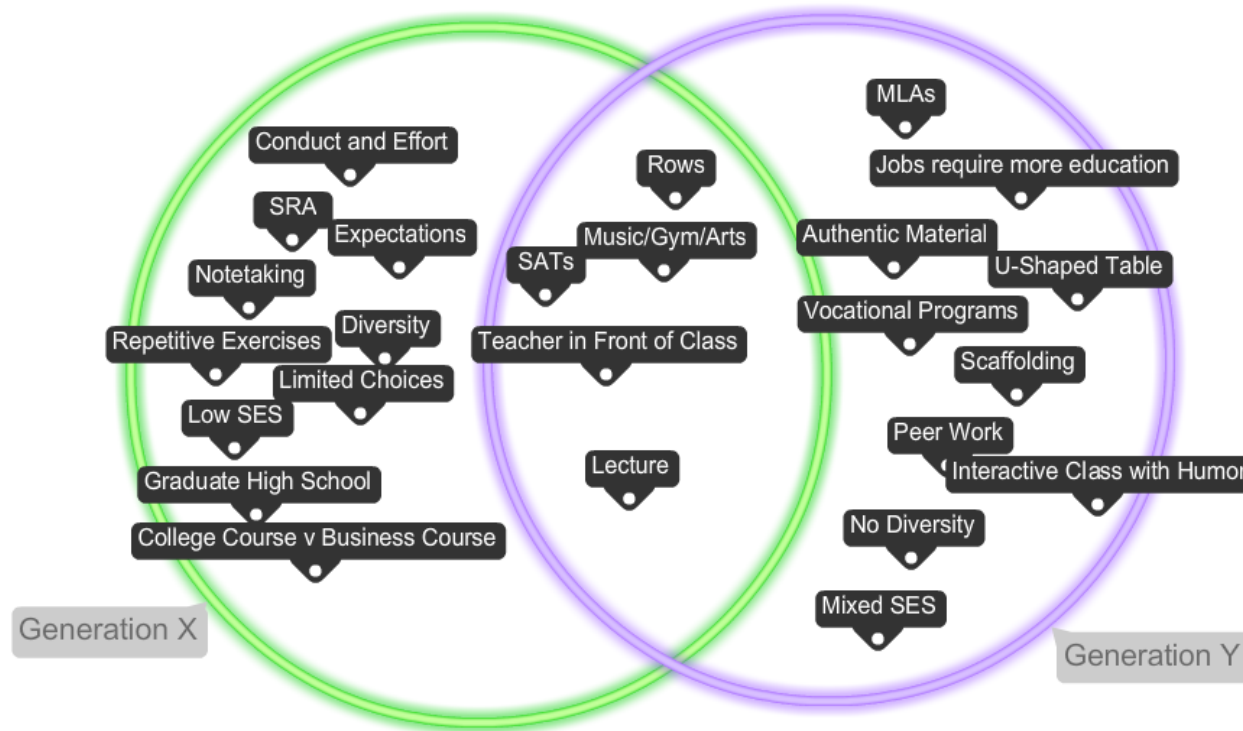 Conduct and Effort
SRA
Expectations
Notetaking
Diversity
Repetitive Exercises
Limited Choices
Low SES
Graduate High School
College Course v Business Course
Generation X
Rows
Music/Gym/Arts
SATs
Teacher in Front of Class
Lecture
MLAs
Jobs require more education
Authentic Material
U-Shaped Table
Vocational Programs
Scaffolding
Peer Work
Interactive Class with Humor
No Diversity
Mixed SES
Generation Y